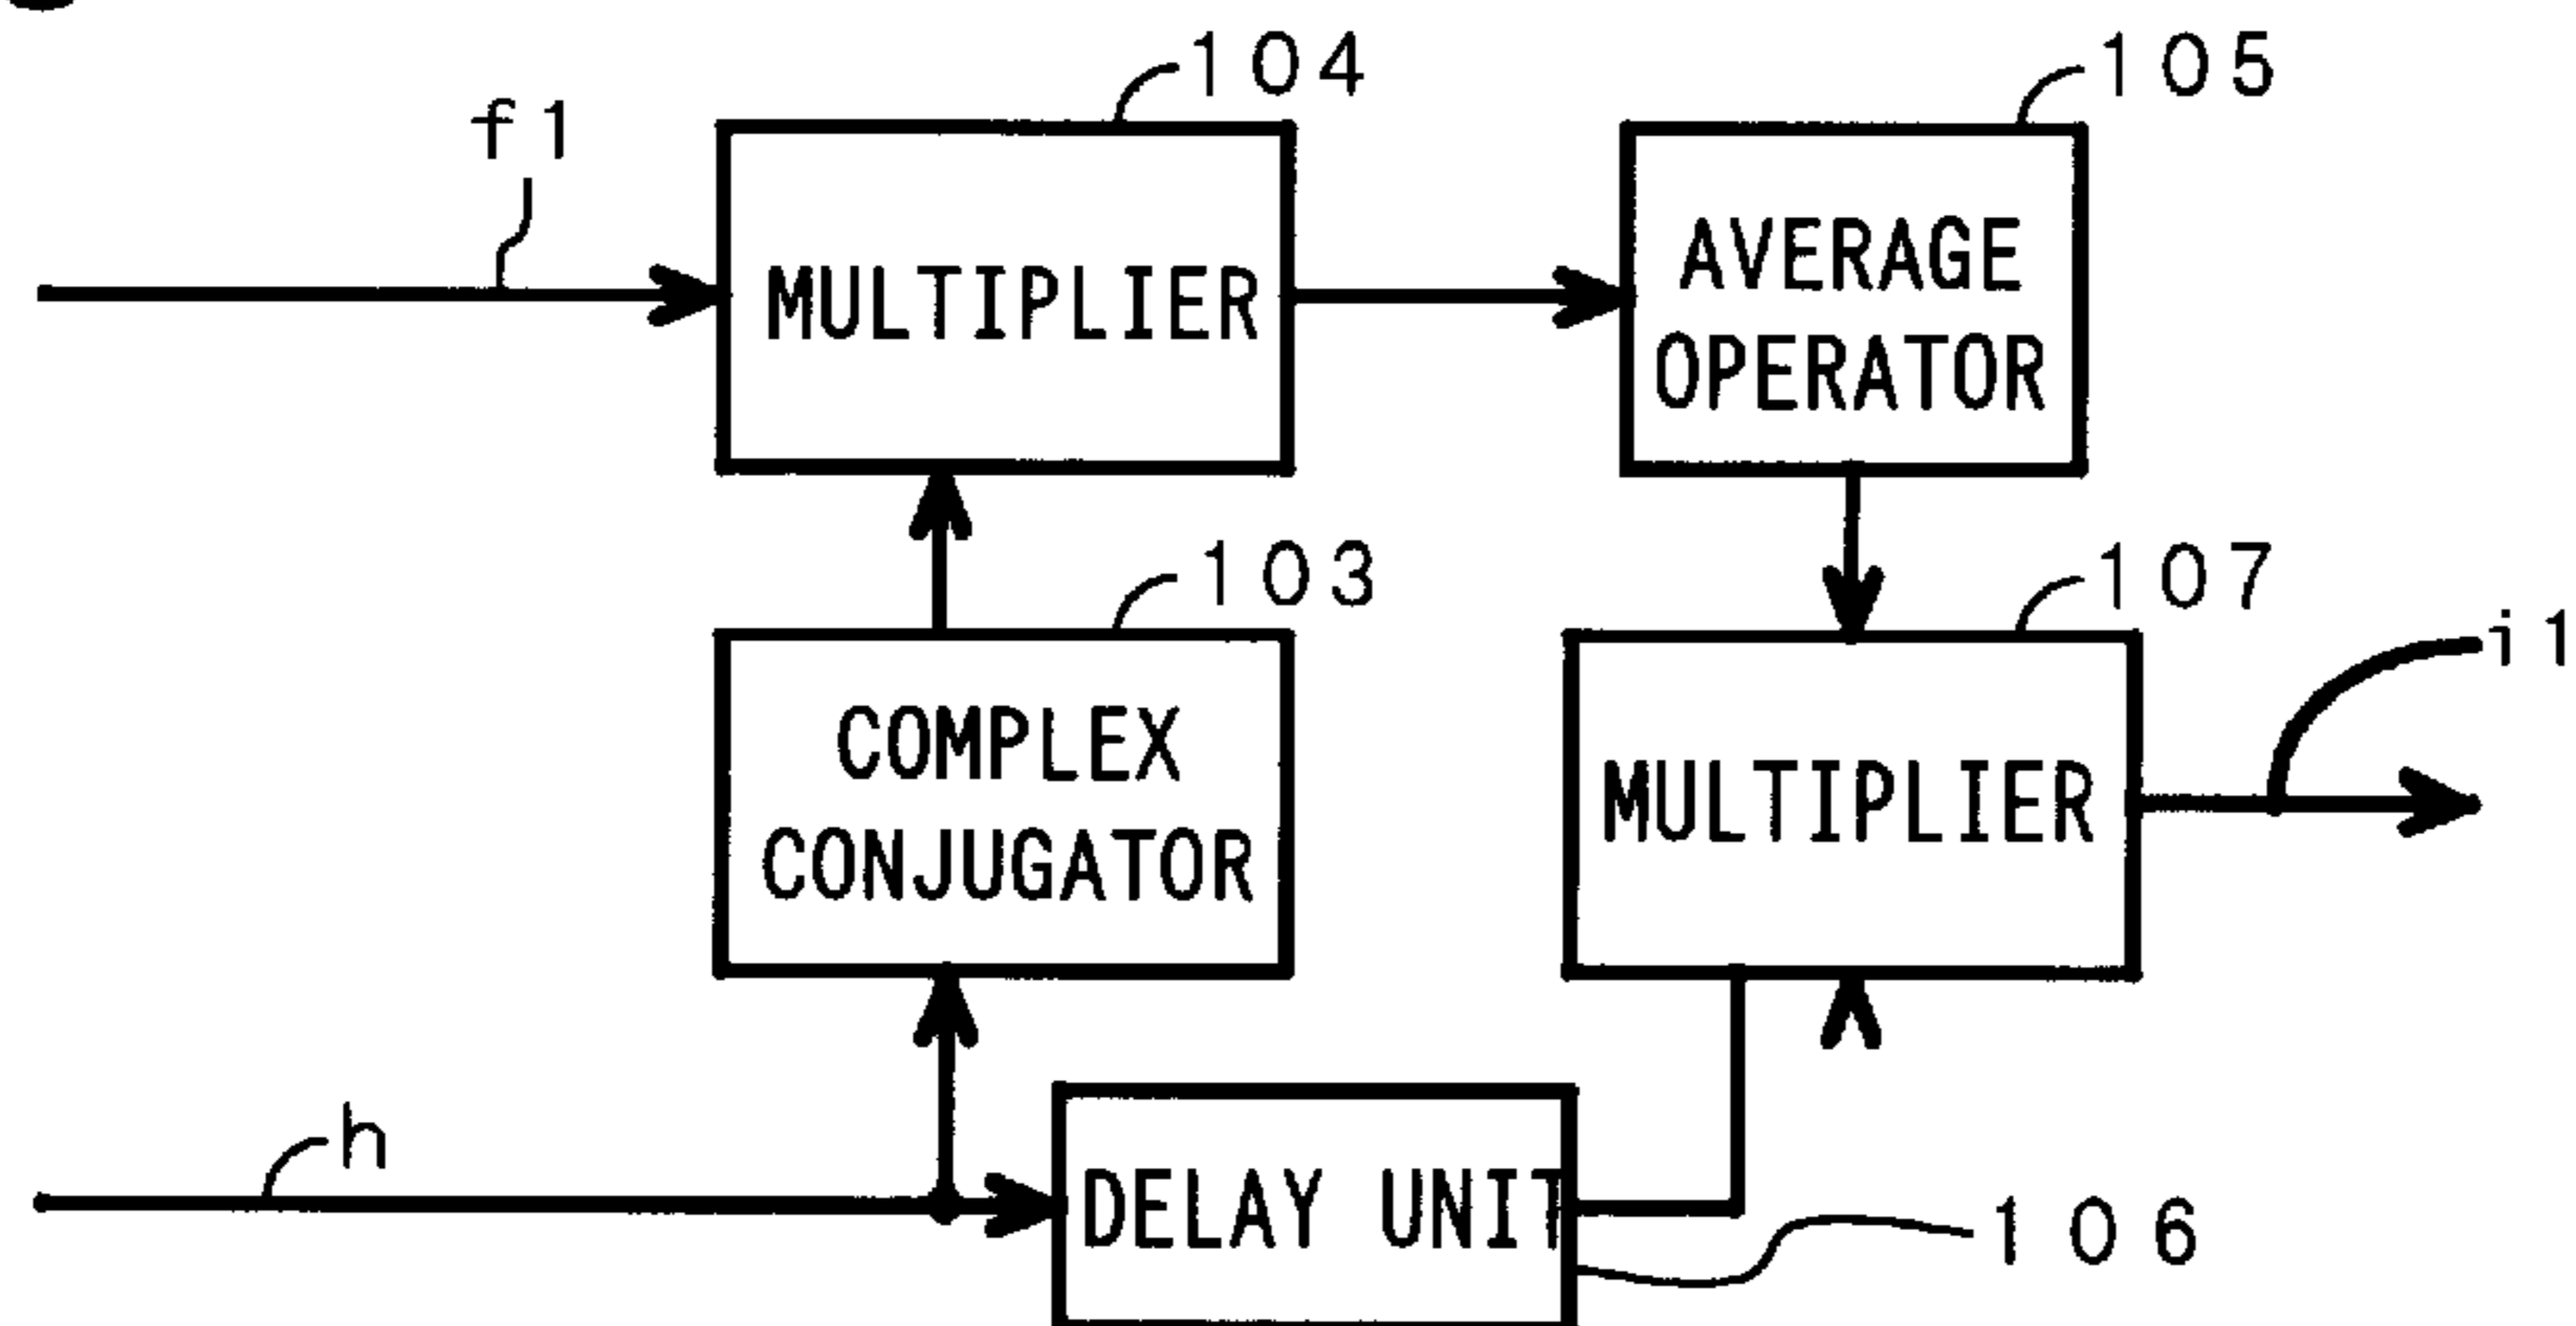 104
105
f1
MULTIPLIER
AVERAGE
OPERATOR
103
107
i1
COMPLEX
CONJUGATOR
MULTIPLIER
h
DELAY UNIT
106